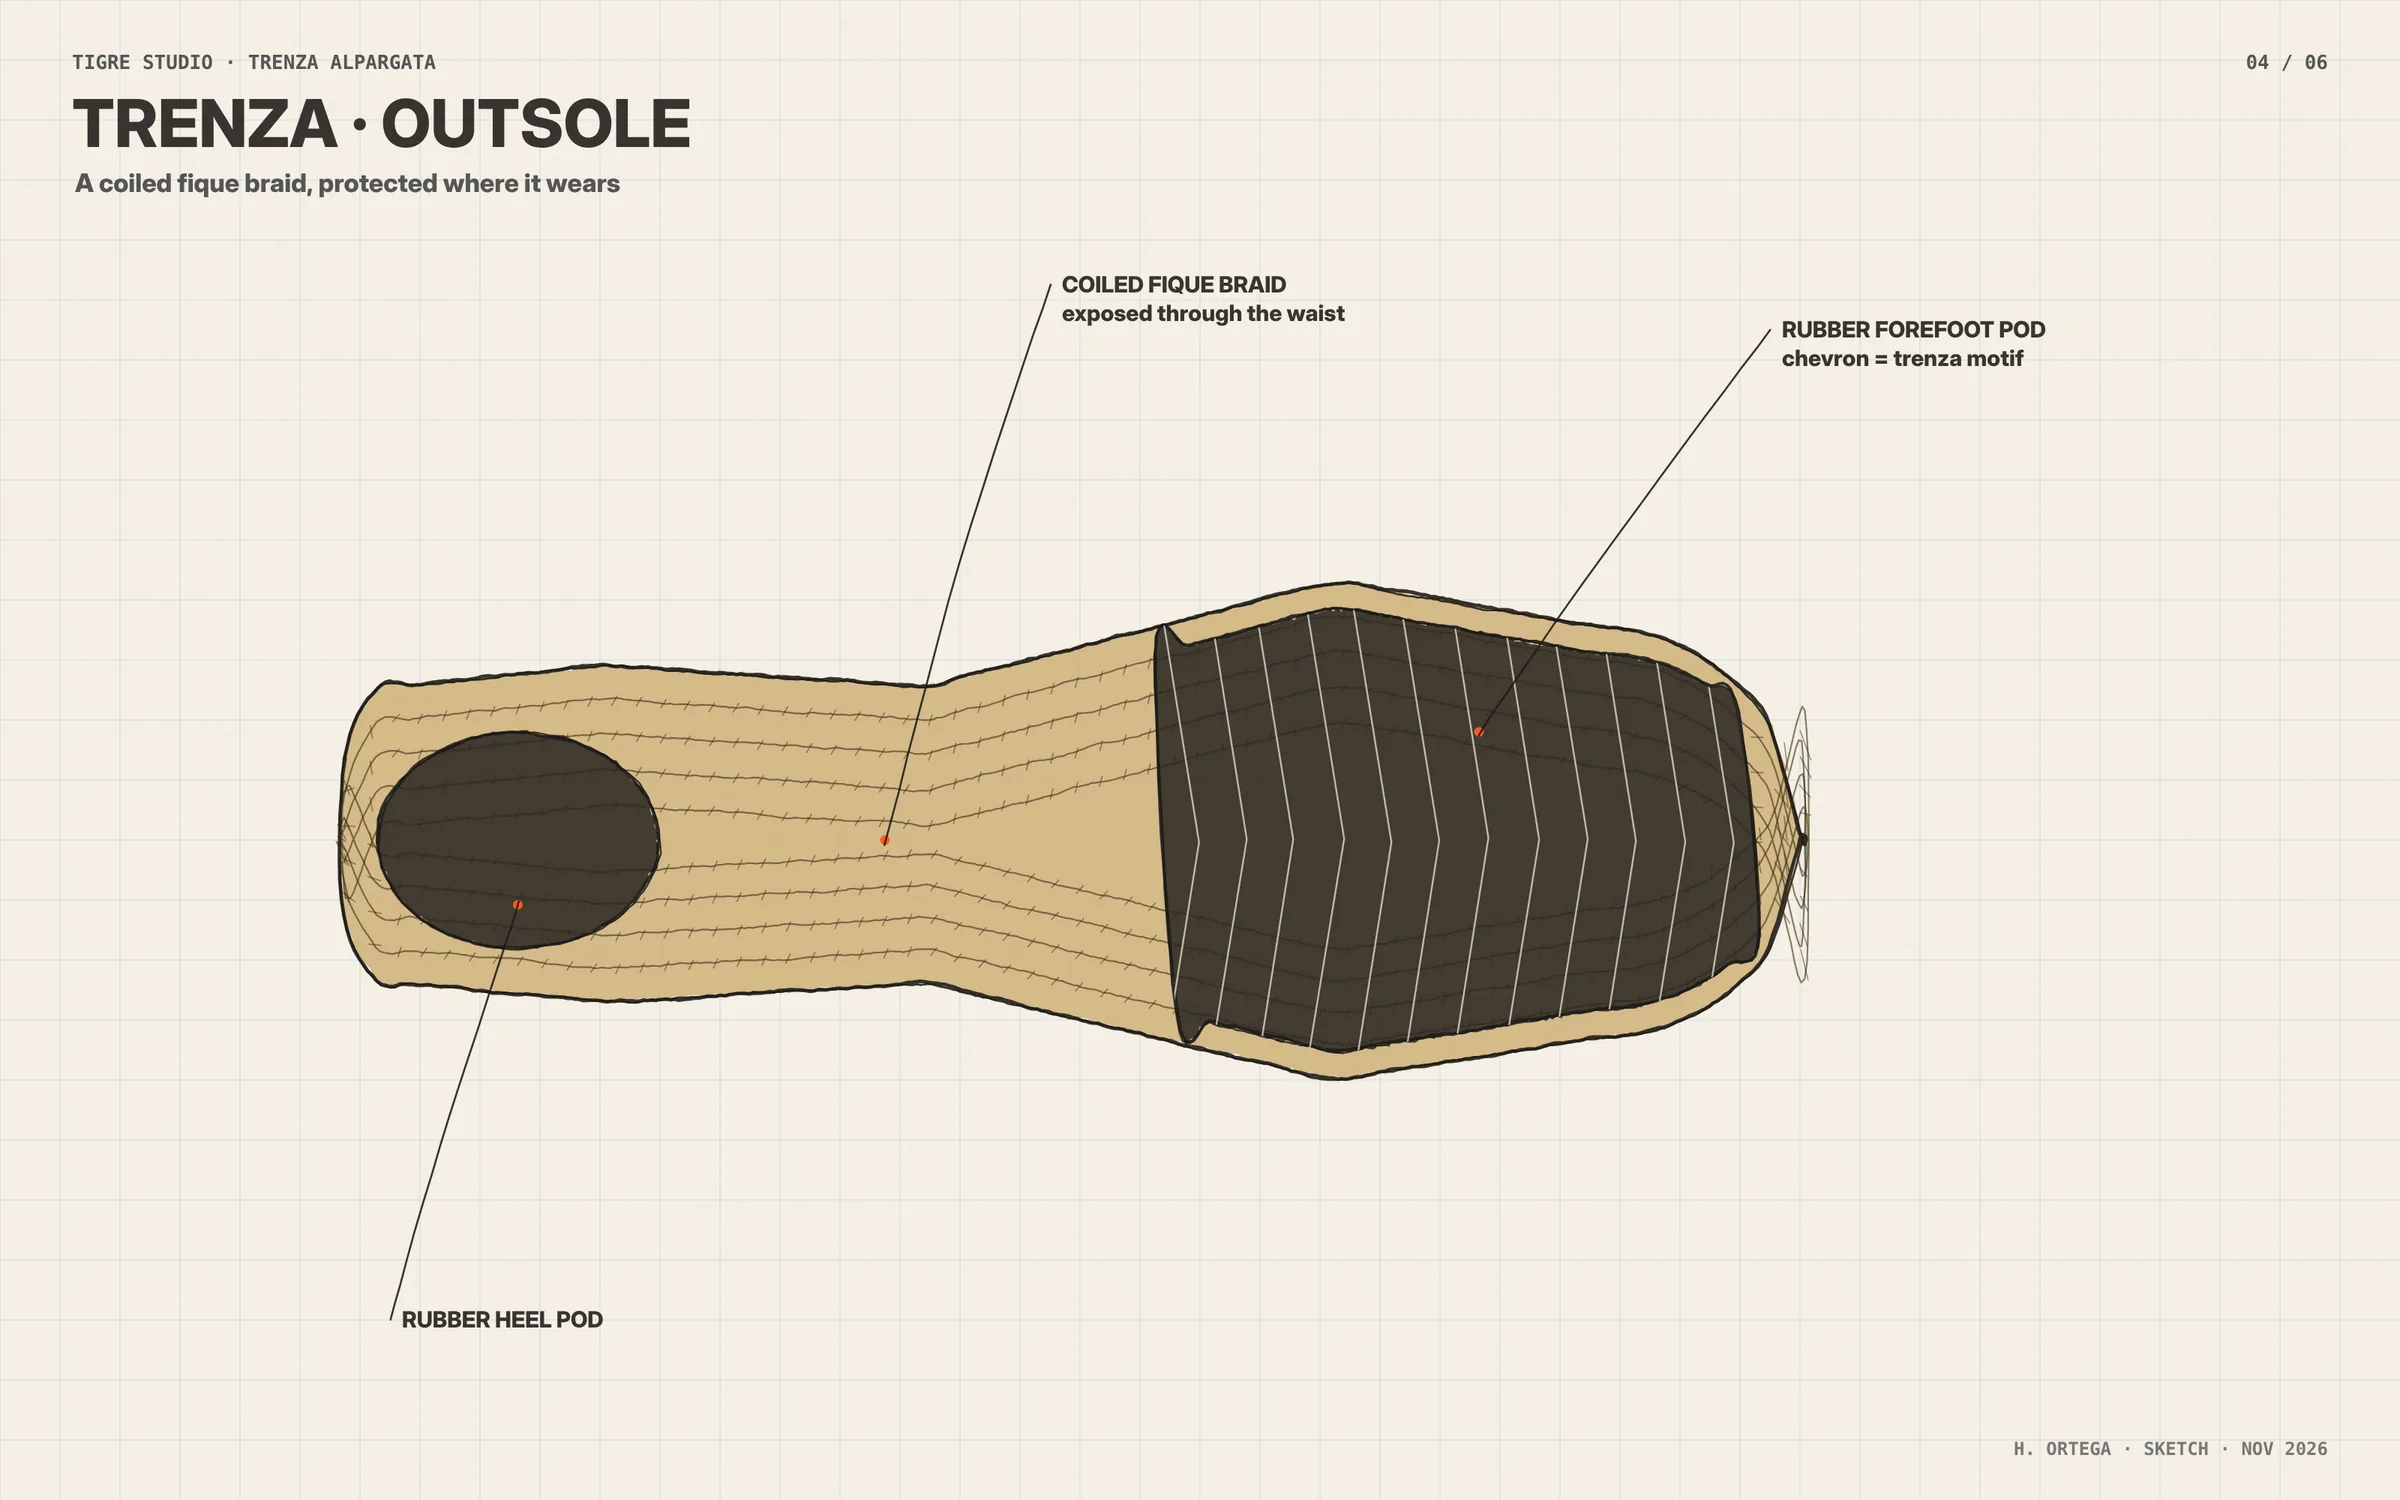 TIGRE STUDIO · TRENZA ALPARGATA
04 / 06
TRENZA · OUTSOLE
A coiled fique braid, protected where it wears
COILED FIQUE BRAID
exposed through the waist
RUBBER FOREFOOT POD
chevron = trenza motif
RUBBER HEEL POD
H. ORTEGA · SKETCH · NOV 2026